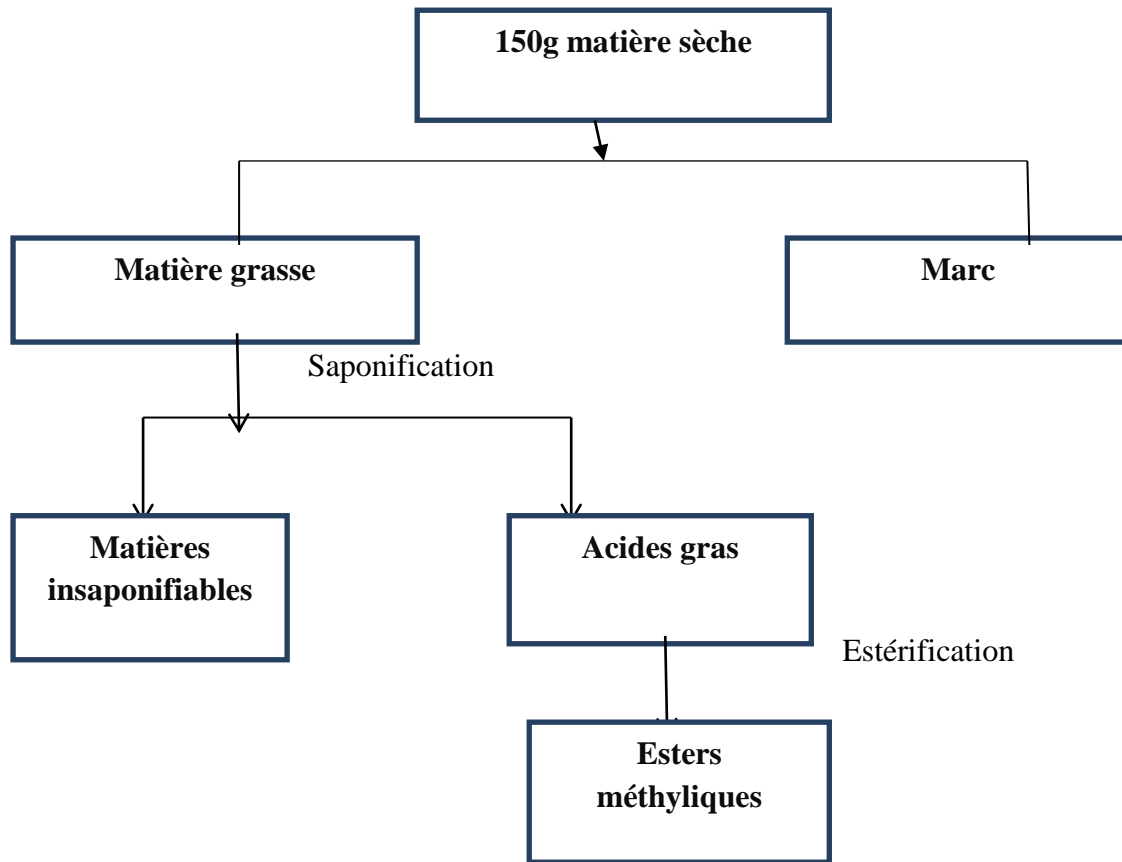 150g matière sèche
Matière grasse
Marc
Saponification
Matières
insaponifiables
Acides gras
Estérification
Esters
méthyliques